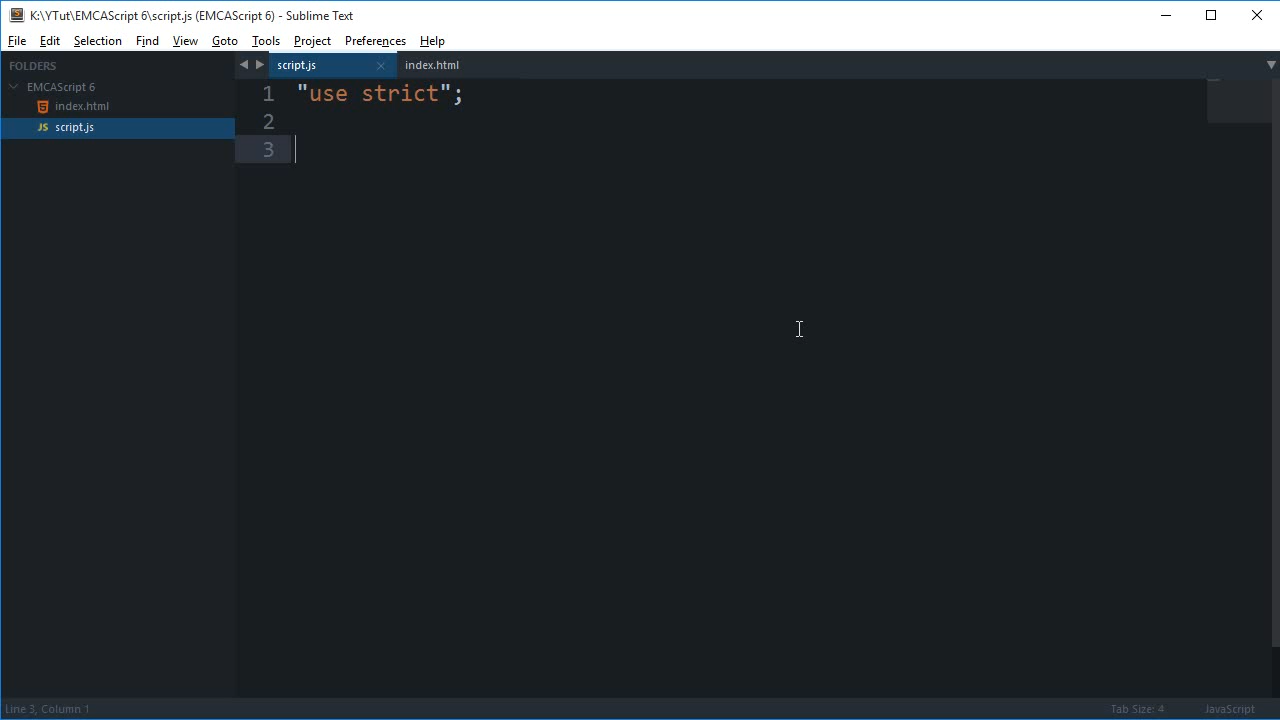 K:\YTut\EMCAScript 6\script.js (EMCAScript 6) - Sublime Text
File Edit Selection Find View Goto Tools Project Preferences Help
FOLDERS
EMCAScript 6
index.html
JS script.js
script.js index.html
1 "use strict";
2
3
Line 3, Column 1 Tab Size: 4 JavaScript